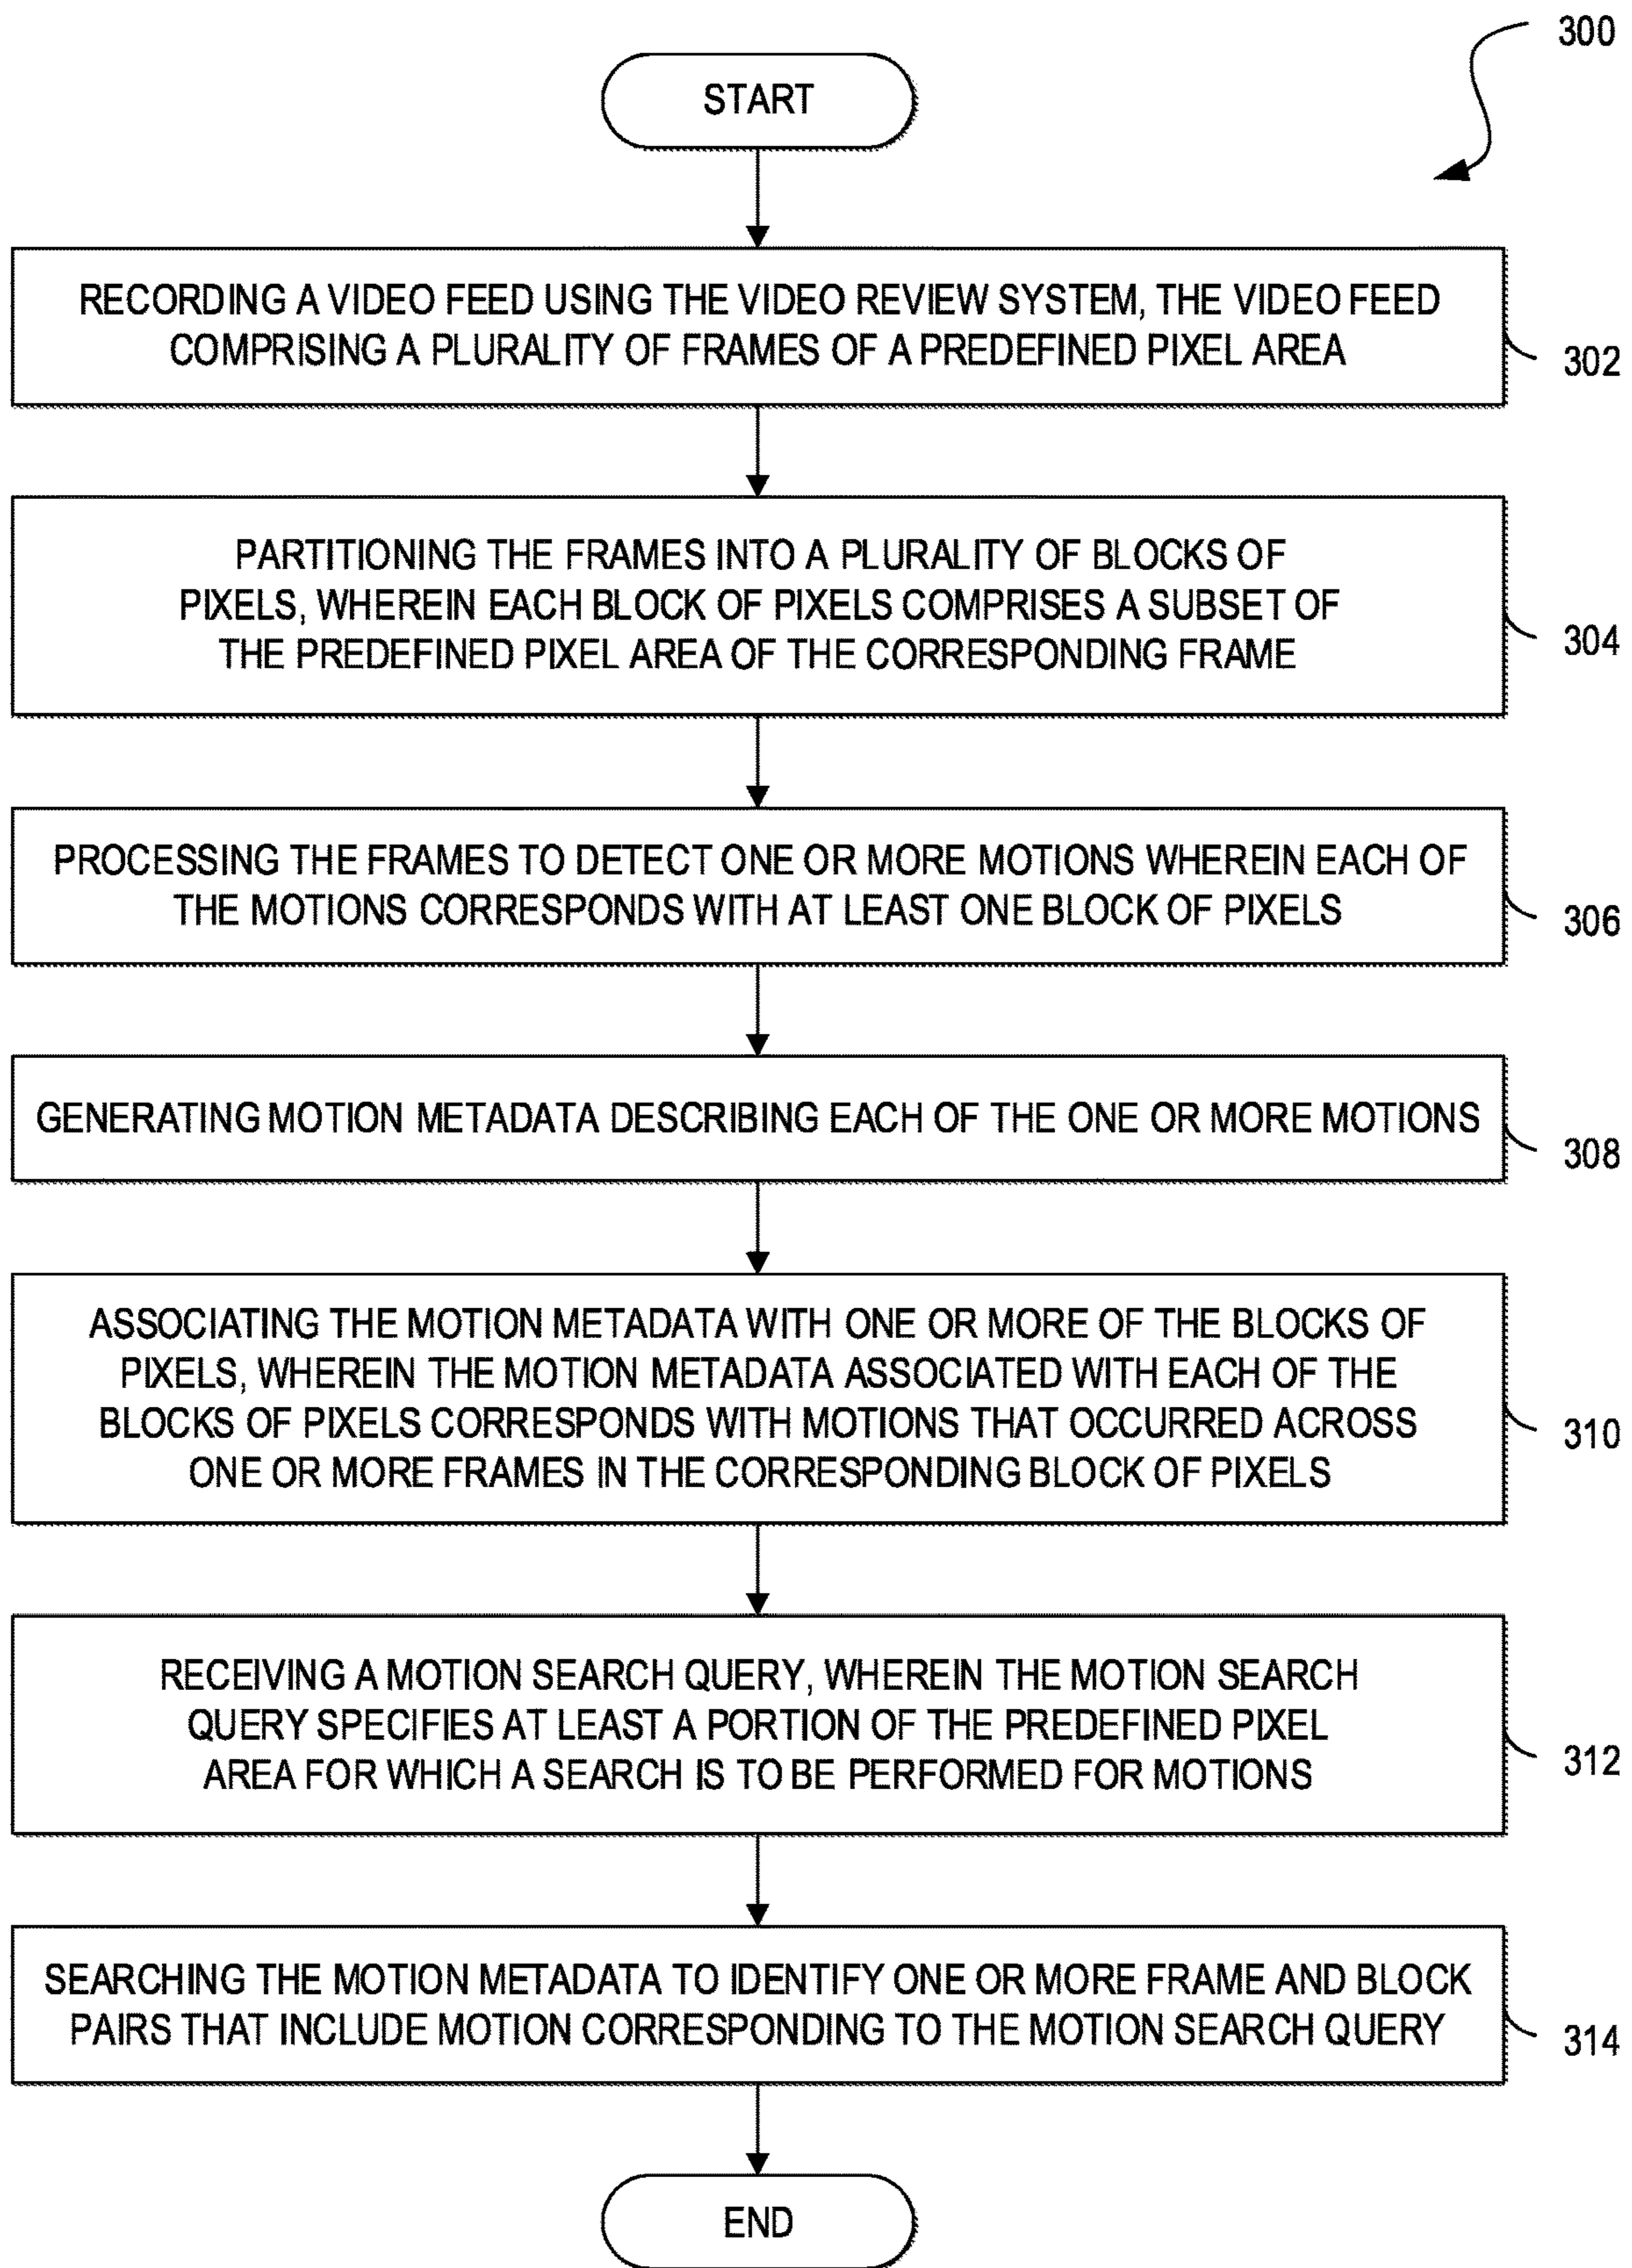 300
START
RECORDING A VIDEO FEED USING THE VIDEO REVIEW SYSTEM, THE VIDEO FEED
COMPRISING A PLURALITY OF FRAMES OF A PREDEFINED PIXEL AREA
302
PARTITIONING THE FRAMES INTO A PLURALITY OF BLOCKS OF
PIXELS, WHEREIN EACH BLOCK OF PIXELS COMPRISES A SUBSET OF
THE PREDEFINED PIXEL AREA OF THE CORRESPONDING FRAME
304
PROCESSING THE FRAMES TO DETECT ONE OR MORE MOTIONS WHEREIN EACH OF
THE MOTIONS CORRESPONDS WITH AT LEAST ONE BLOCK OF PIXELS
306
GENERATING MOTION METADATA DESCRIBING EACH OF THE ONE OR MORE MOTIONS
308
ASSOCIATING THE MOTION METADATA WITH ONE OR MORE OF THE BLOCKS OF
PIXELS, WHEREIN THE MOTION METADATA ASSOCIATED WITH EACH OF THE
BLOCKS OF PIXELS CORRESPONDS WITH MOTIONS THAT OCCURRED ACROSS
ONE OR MORE FRAMES IN THE CORRESPONDING BLOCK OF PIXELS
310
RECEIVING A MOTION SEARCH QUERY, WHEREIN THE MOTION SEARCH
QUERY SPECIFIES AT LEAST A PORTION OF THE PREDEFINED PIXEL
AREA FOR WHICH A SEARCH IS TO BE PERFORMED FOR MOTIONS
312
SEARCHING THE MOTION METADATA TO IDENTIFY ONE OR MORE FRAME AND BLOCK
PAIRS THAT INCLUDE MOTION CORRESPONDING TO THE MOTION SEARCH QUERY
314
END